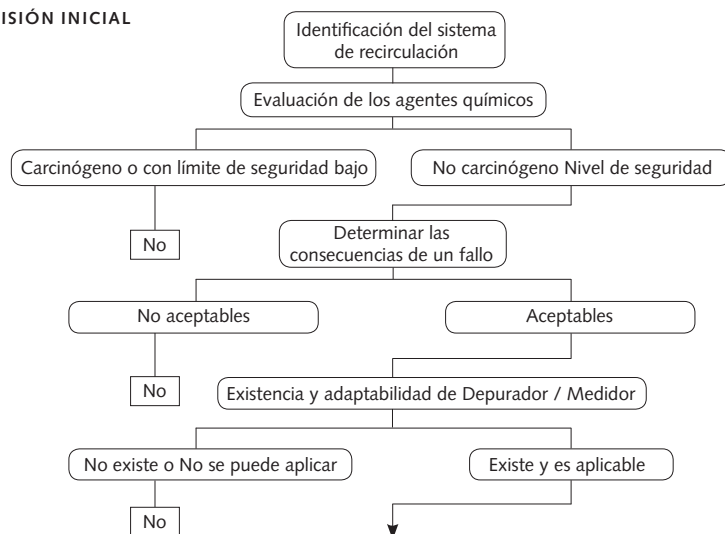 ISIÓN INICIAL
Identificación del sistema
de recirculación
Evaluación de los agentes químicos
Carcinógeno o con límite de seguridad bajo
No carcinógeno Nivel de seguridad
No
Determinar las
consecuencias de un fallo
No aceptables
Aceptables
No
Existencia y adaptabilidad de Depurador / Medidor
No existe o No se puede aplicar
Existe y es aplicable
No